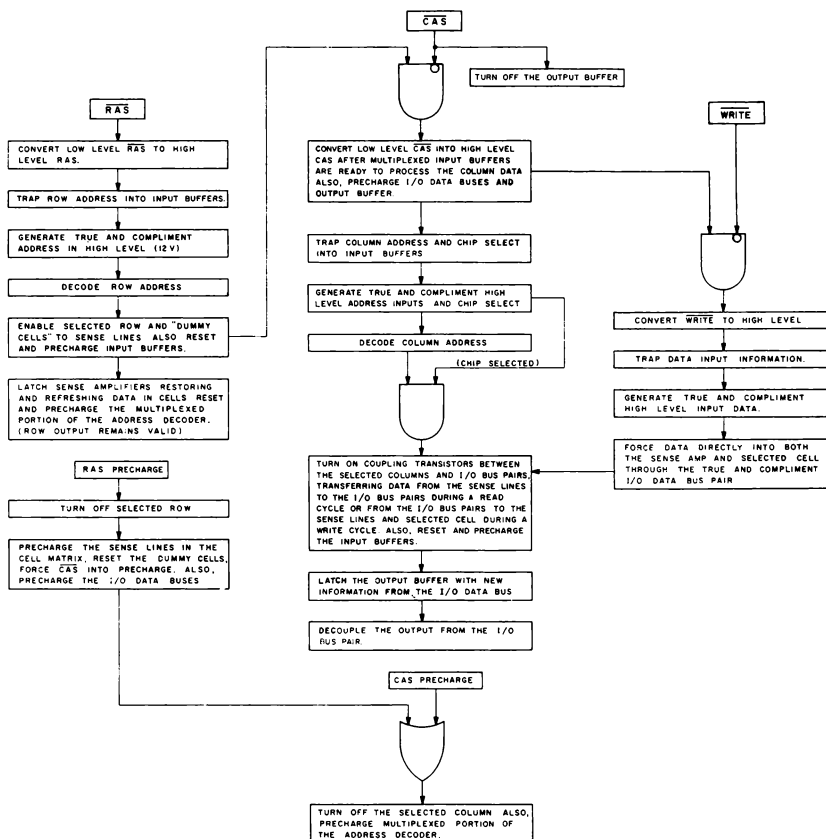 CAS
TURN OFF THE OUTPUT BUFFER
RAS
WRITE
CONVERT LOW LEVEL RAS TO HIGH
LEVEL RAS.
TRAP ROW ADDRESS INTO INPUT BUFFERS.
GENERATE TRUE AND COMPLIMENT
ADDRESS IN HIGH LEVEL (12 V)
DECODE ROW ADDRESS
ENABLE SELECTED ROW AND "DUMMY
CELLS" TO SENSE LINES ALSO RESET
AND PRECHARGE INPUT BUFFERS.
LATCH SENSE AMPLIFIERS RESTORING
AND REFRESHING DATA IN CELLS RESET
AND PRECHARGE THE MULTIPLEXED
PORTION OF THE ADDRESS DECODER.
(ROW OUTPUT REMAINS VALID)
CONVERT LOW LEVEL CAS INTO HIGH LEVEL
CAS AFTER MULTIPLEXED INPUT BUFFERS
ARE READY TO PROCESS THE COLUMN DATA
ALSO, PRECHARGE I/O DATA BUSES AND
OUTPUT BUFFER.
TRAP COLUMN ADDRESS AND CHIP SELECT
INTO INPUT BUFFERS
GENERATE TRUE AND COMPLIMENT HIGH
LEVEL ADDRESS INPUTS AND CHIP SELECT
DECODE COLUMN ADDRESS
(CHIP SELECTED)
CONVERT WRITE TO HIGH LEVEL
TRAP DATA INPUT INFORMATION.
GENERATE TRUE AND COMPLIMENT
HIGH LEVEL INPUT DATA.
FORCE DATA DIRECTLY INTO BOTH
THE SENSE AMP AND SELECTED CELL
THROUGH THE TRUE AND COMPLIMENT
I/O DATA BUS PAIR
TURN ON COUPLING TRANSISTORS BETWEEN
THE SELECTED COLUMNS AND I/O BUS PAIRS,
TRANSFERRING DATA FROM THE SENSE LINES
TO THE I/O BUS PAIRS DURING A READ
CYCLE OR FROM THE I/O BUS PAIRS TO THE
SENSE LINES AND SELECTED CELL DURING A
WRITE CYCLE. ALSO, RESET AND PRECHARGE
THE INPUT BUFFERS.
LATCH THE OUTPUT BUFFER WITH NEW
INFORMATION FROM THE I/O DATA BUS
DECOUPLE THE OUTPUT FROM THE I/O
BUS PAIR.
RAS PRECHARGE
TURN OFF SELECTED ROW
PRECHARGE THE SENSE LINES IN THE
CELL MATRIX, RESET THE DUMMY CELLS,
FORCE CAS INTO PRECHARGE. ALSO,
PRECHARGE THE I/O DATA BUSES
CAS PRECHARGE
TURN OFF THE SELECTED COLUMN ALSO,
PRECHARGE MULTIPLEXED PORTION OF
THE ADDRESS DECODER.